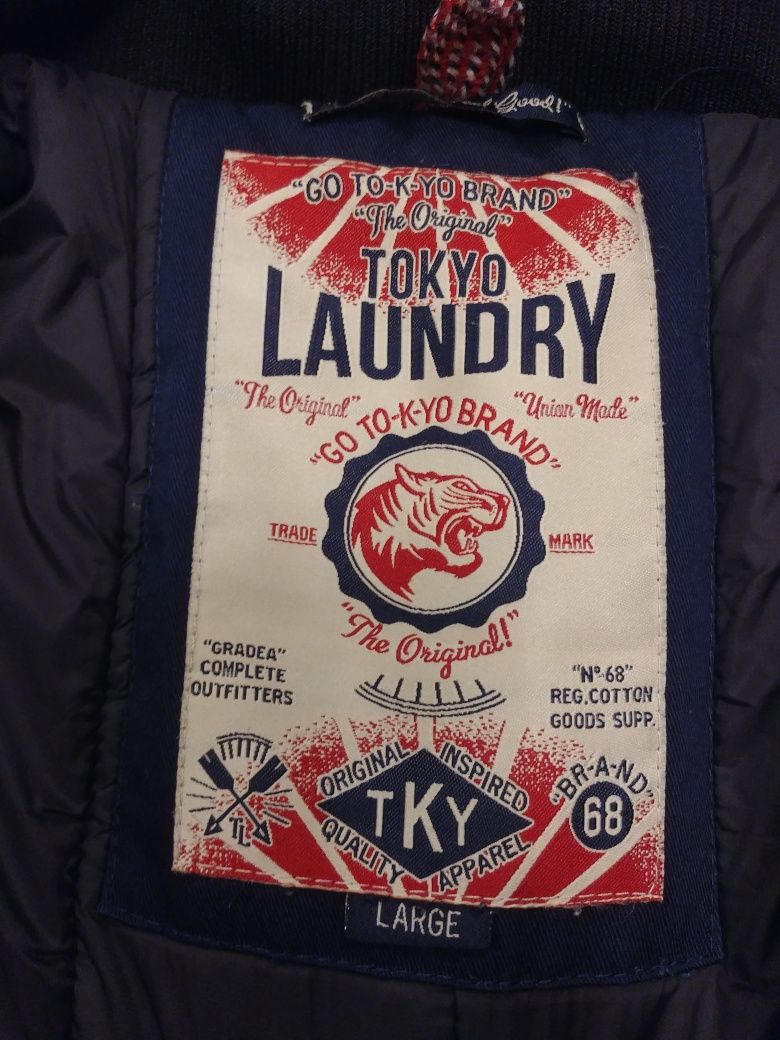 Good!"
"GO TO-K-YO BRAND"
"The Original"
TOKYO
LAUNDRY
"The Original" "Union Made"
"GO TO-K-YO BRAND"
TRADE MARK
"The Original!"
"GRADEA"
COMPLETE
OUTFITTERS
"Nº-68"
REG.COTTON
GOODS SUPP.
TL
ORIGINAL INSPIRED
TKY
QUALITY APPAREL
"BR-A-ND"
68
LARGE